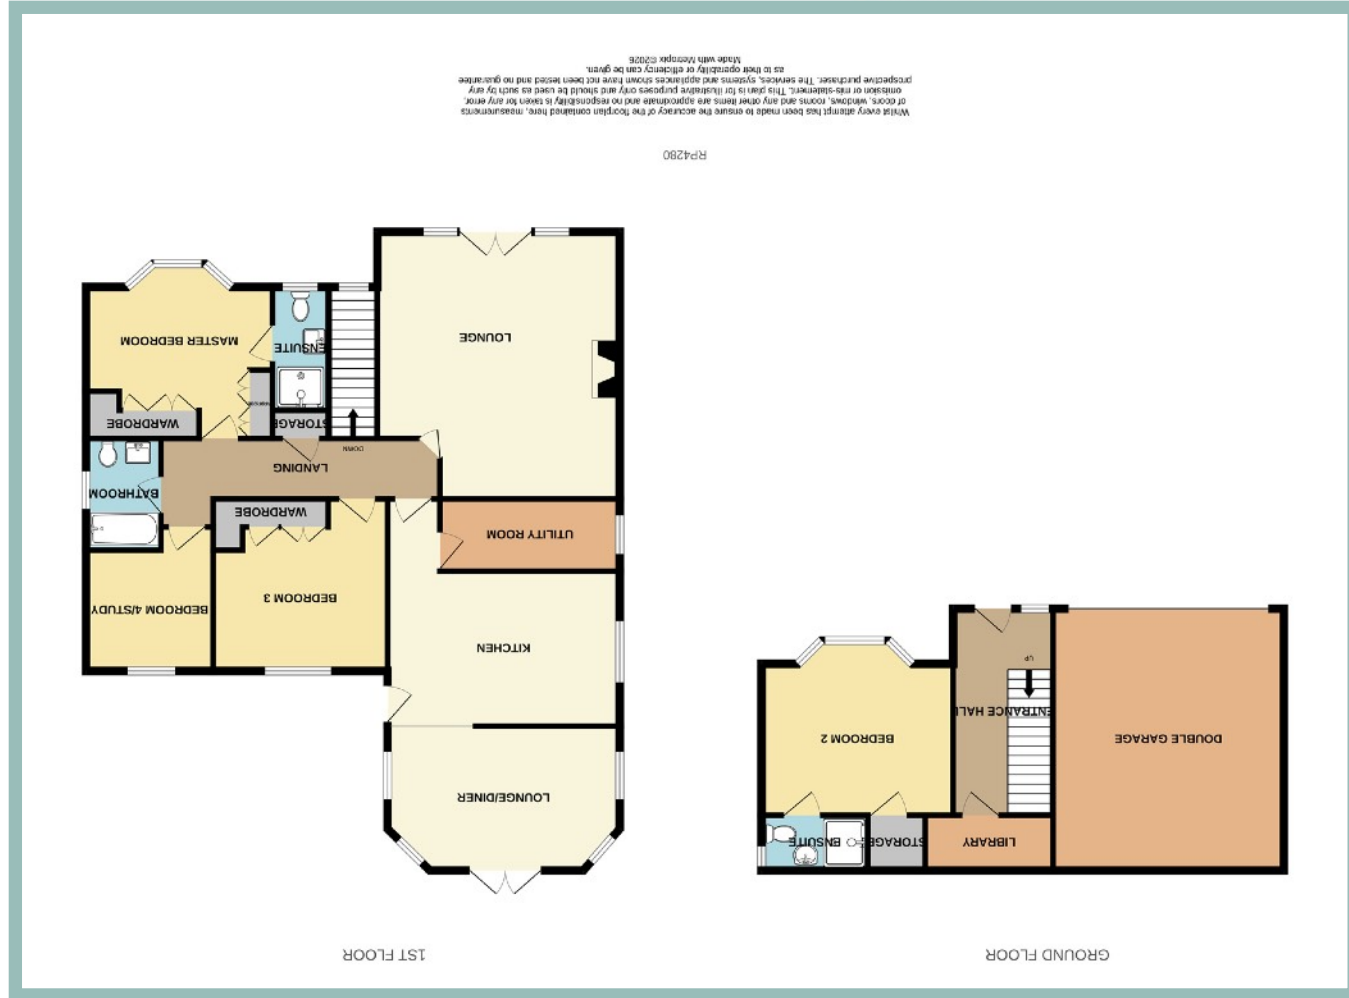 GROUND FLOOR
1ST FLOOR
LIBRARY
STORAGE
ENSUITE
DOUBLE GARAGE
BEDROOM 2
ENTRANCE HALL
UP
LOUNGE/DINER
KITCHEN
BEDROOM 3
BEDROOM 4/STUDY
UTILITY ROOM
WARDROBE
BATHROOM
LANDING
DOWN
STORAGE
WARDROBE
ENSUITE
MASTER BEDROOM
LOUNGE
RP4280
Whilst every attempt has been made to ensure the accuracy of the floorplan contained here, measurements
of doors, windows, rooms and any other items are approximate and no responsibility is taken for any error,
omission or mis-statement. This plan is for illustrative purposes only and should be used as such by any
prospective purchaser. The services, systems and appliances shown have not been tested and no guarantee
as to their operability or efficiency can be given.
Made with Metropix ©2026